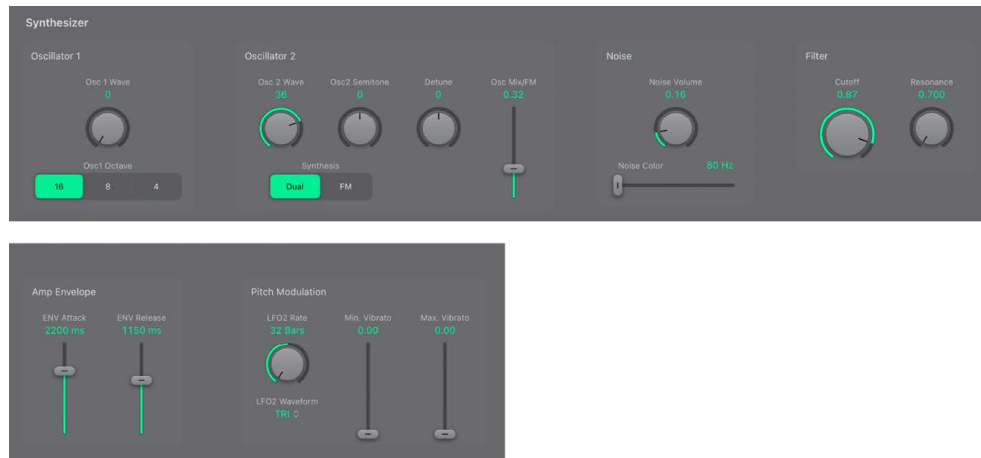 Synthesizer
Oscillator 1
Osc 1 Wave
0
Osc1 Octave
16 8 4
Oscillator 2
Osc 2 Wave
36
Osc2 Semitone
0
Detune
0
Osc Mix/FM
0.32
Synthesis
Dual FM
Noise
Noise Volume
0.16
Noise Color 80 Hz
Filter
Cutoff
0.87
Resonance
0.700
Amp Envelope
ENV Attack
2200 ms
ENV Release
1150 ms
Pitch Modulation
LFO2 Rate
32 Bars
LFO2 Waveform
TRI
Min. Vibrato
0.00
Max. Vibrato
0.00